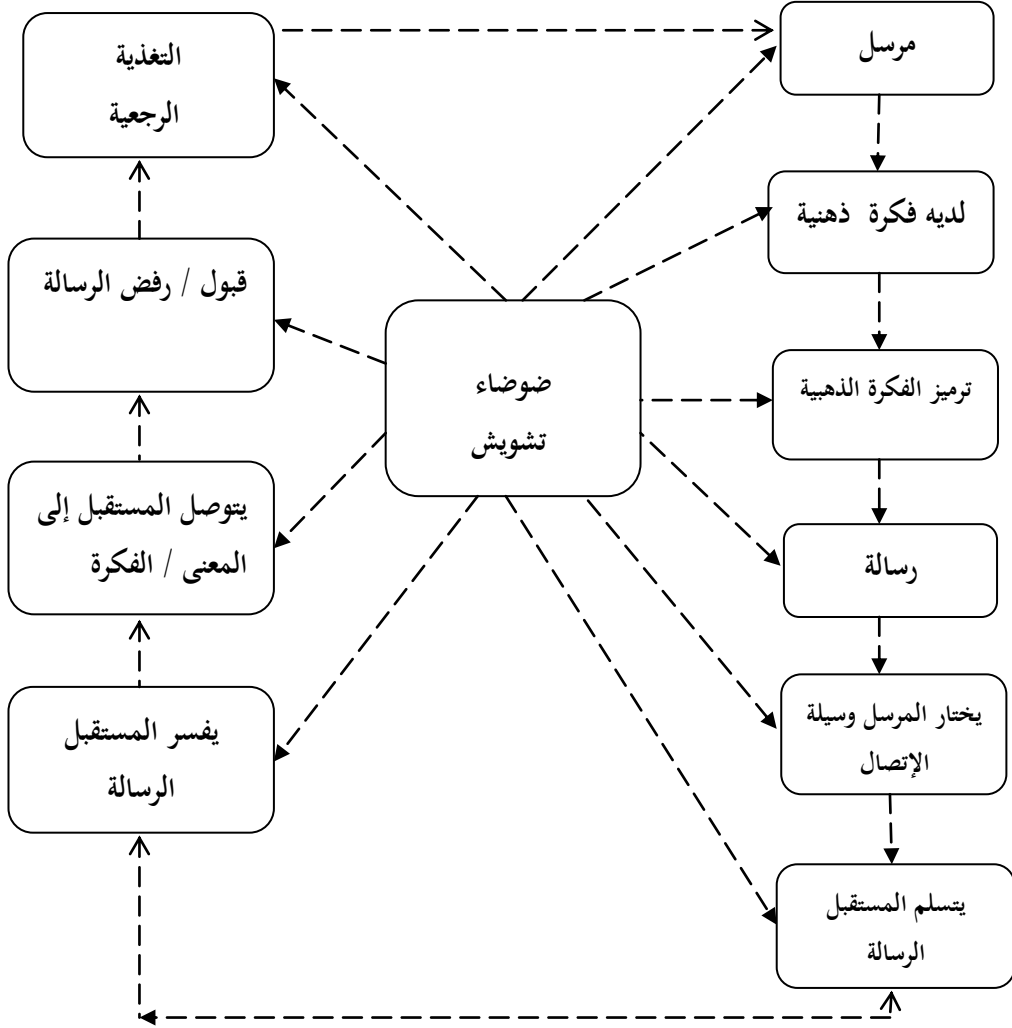 مرسل
لديه فكرة ذهنية
ترميز الفكرة الذهبية
رسالة
يختار المرسل وسيلة
الإتصال
يتسلم المستقبل
الرسالة
يفسر المستقبل
الرسالة
يتوصل المستقبل إلى
المعنى / الفكرة
قبول / رفض الرسالة
التغذية
الرجعية
ضوضاء
تشويش